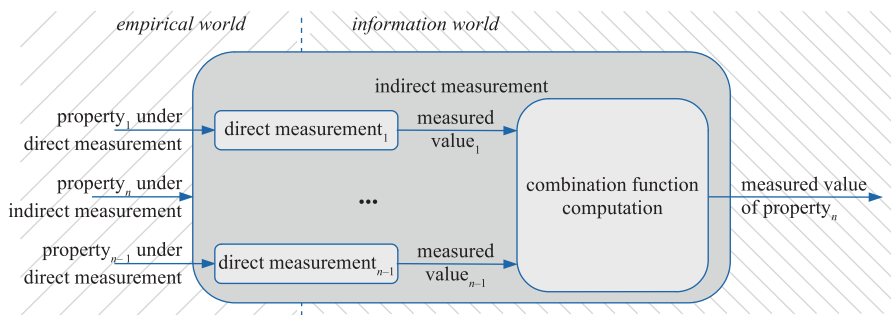 empirical world
information world
indirect measurement
property₁ under
direct measurement
direct measurement₁
measured
value₁
propertyₙ under
indirect measurement
...
combination function
computation
measured value
of propertyₙ
propertyₙ₋₁ under
direct measurement
direct measurementₙ₋₁
measured
valueₙ₋₁